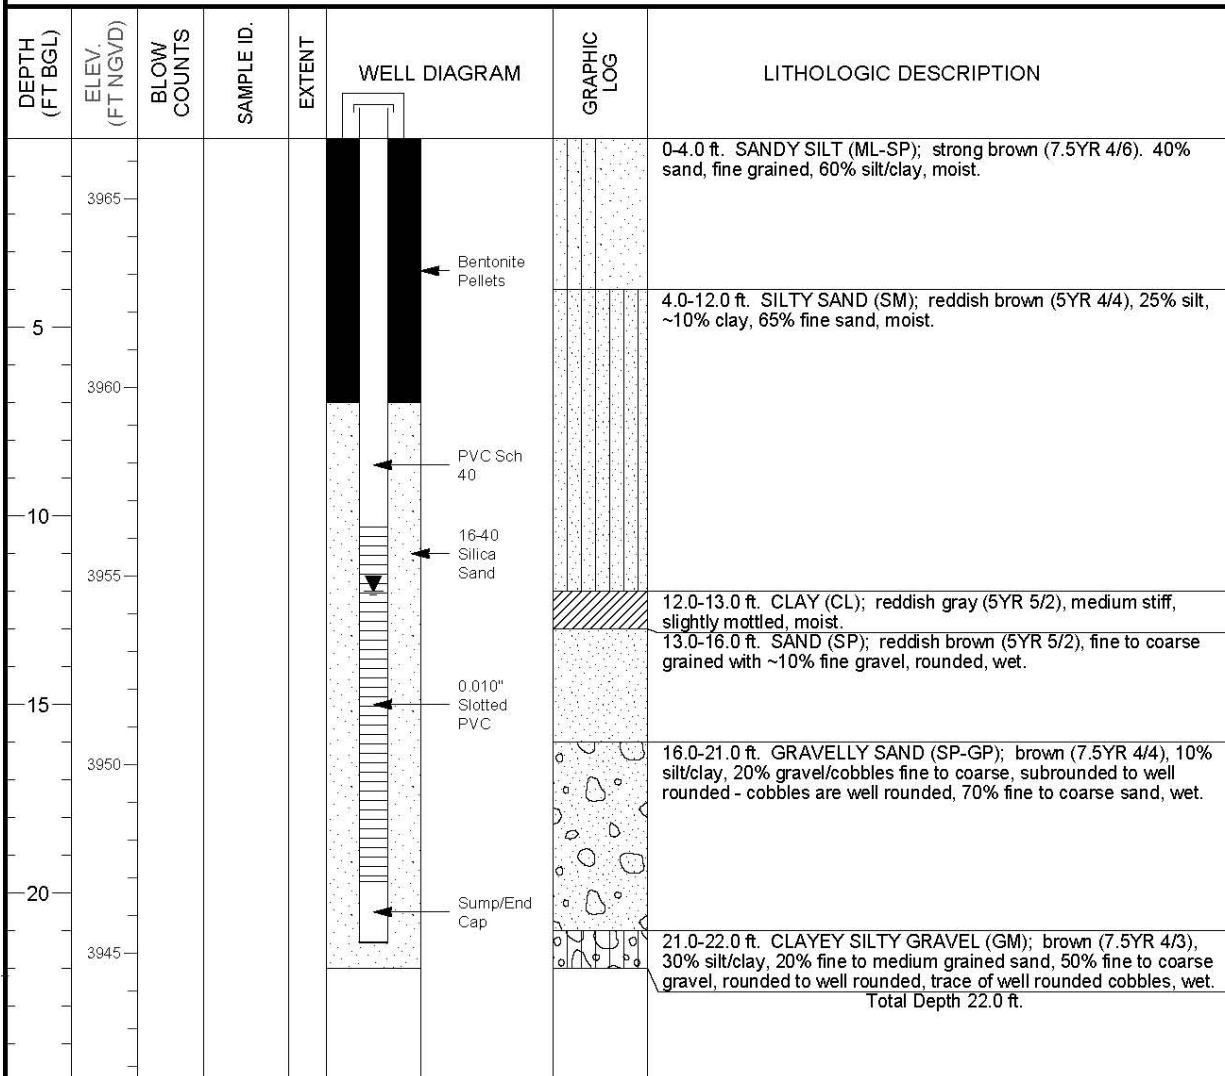 DEPTH
(FT BGL)
ELEV.
(FT NGVD)
BLOW
COUNTS
SAMPLE ID.
EXTENT
WELL DIAGRAM
GRAPHIC
LOG
LITHOLOGIC DESCRIPTION
0-4.0 ft. SANDY SILT (ML-SP); strong brown (7.5YR 4/6). 40%
sand, fine grained, 60% silt/clay, moist.
3965
Bentonite
Pellets
4.0-12.0 ft. SILTY SAND (SM); reddish brown (5YR 4/4), 25% silt,
~10% clay, 65% fine sand, moist.
5
3960
PVC Sch
40
10
16-40
Silica
Sand
3955
12.0-13.0 ft. CLAY (CL); reddish gray (5YR 5/2), medium stiff,
slightly mottled, moist.
13.0-16.0 ft. SAND (SP); reddish brown (5YR 5/2), fine to coarse
grained with ~10% fine gravel, rounded, wet.
0.010"
Slotted
PVC
15
3950
16.0-21.0 ft. GRAVELLY SAND (SP-GP); brown (7.5YR 4/4), 10%
silt/clay, 20% gravel/cobbles fine to coarse, subrounded to well
rounded - cobbles are well rounded, 70% fine to coarse sand, wet.
20
Sump/End
Cap
3945
21.0-22.0 ft. CLAYEY SILTY GRAVEL (GM); brown (7.5YR 4/3),
30% silt/clay, 20% fine to medium grained sand, 50% fine to coarse
gravel, rounded to well rounded, trace of well rounded cobbles, wet.
Total Depth 22.0 ft.